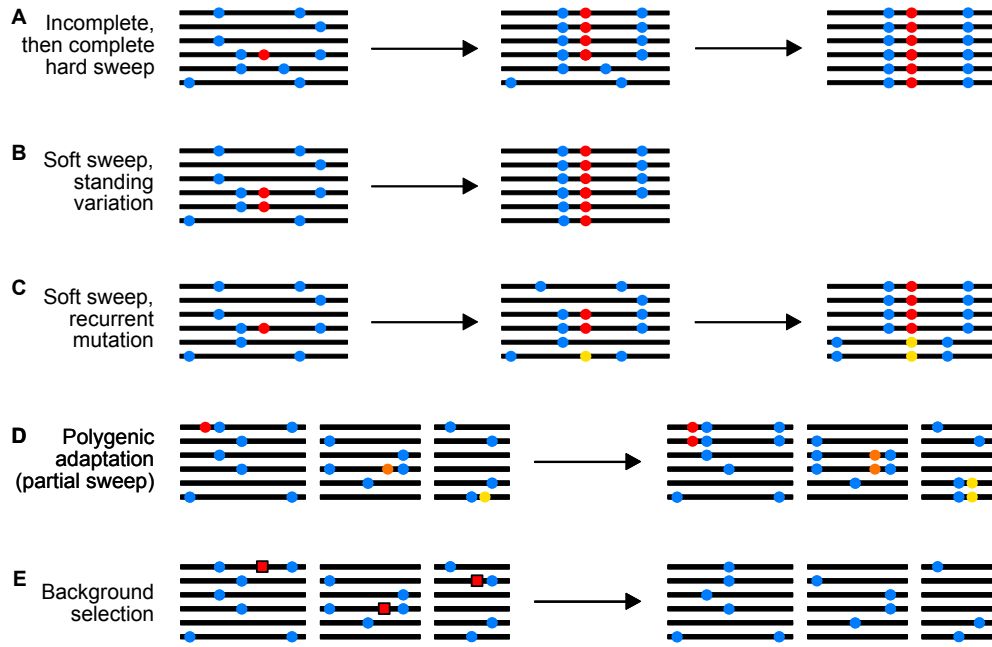 A Incomplete,
then complete
hard sweep
B Soft sweep,
standing
variation
C Soft sweep,
recurrent
mutation
D Polygenic
adaptation
(partial sweep)
E Background
selection